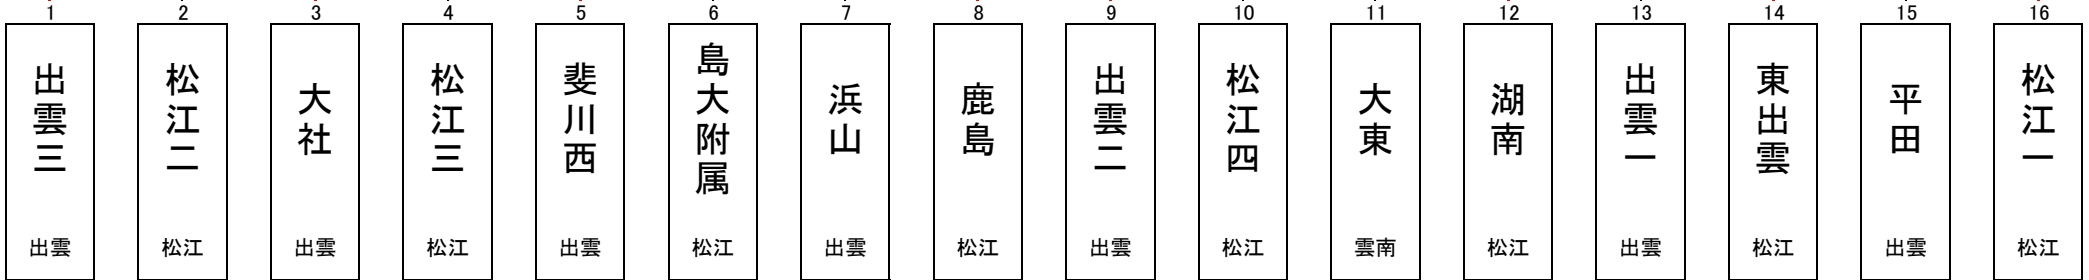 1 2 3 4 5 6 7 8 9 10 11 12 13 14 15 16
出雲三
松江二
大社
松江三
斐川西
島大附属
浜山
鹿島
出雲二
松江四
大東
湖南
出雲一
東出雲
平田
松江一
出雲 松江 出雲 松江 出雲 松江 出雲 松江 出雲 松江 雲南 松江 出雲 松江 出雲 松江